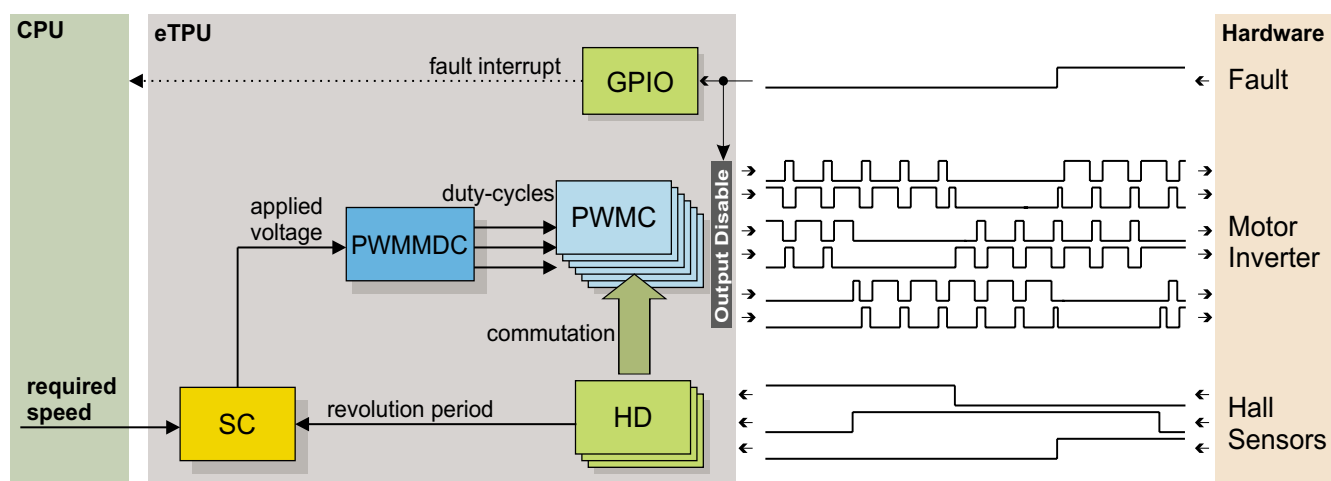 CPU
eTPU
Hardware
fault interrupt
GPIO
Fault
duty-cycles
applied
voltage
PWMMDC
PWMC
Output Disable
Motor
Inverter
commutation
required
speed
SC
revolution period
HD
Hall
Sensors